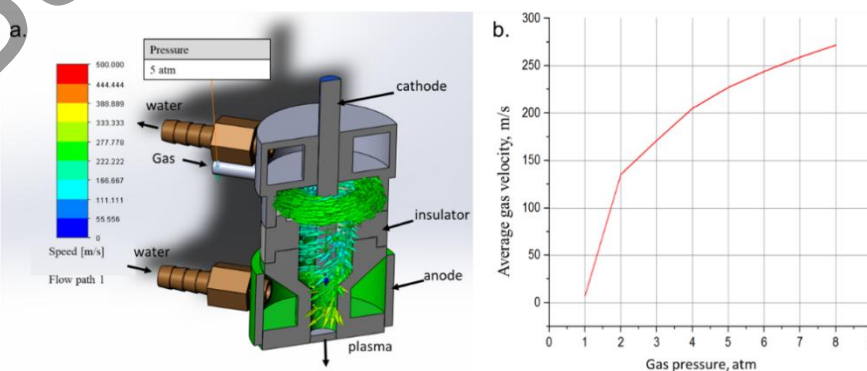 a.
Pressure
5 atm
500.000
444.444
388.889
333.333
277.778
222.222
166.667
111.111
55.556
0
Speed [m/s]
Flow path 1
water
Gas
water
cathode
insulator
anode
plasma
b.
Average gas velocity, m/s
300
250
200
150
100
50
0
0 1 2 3 4 5 6 7 8
Gas pressure, atm